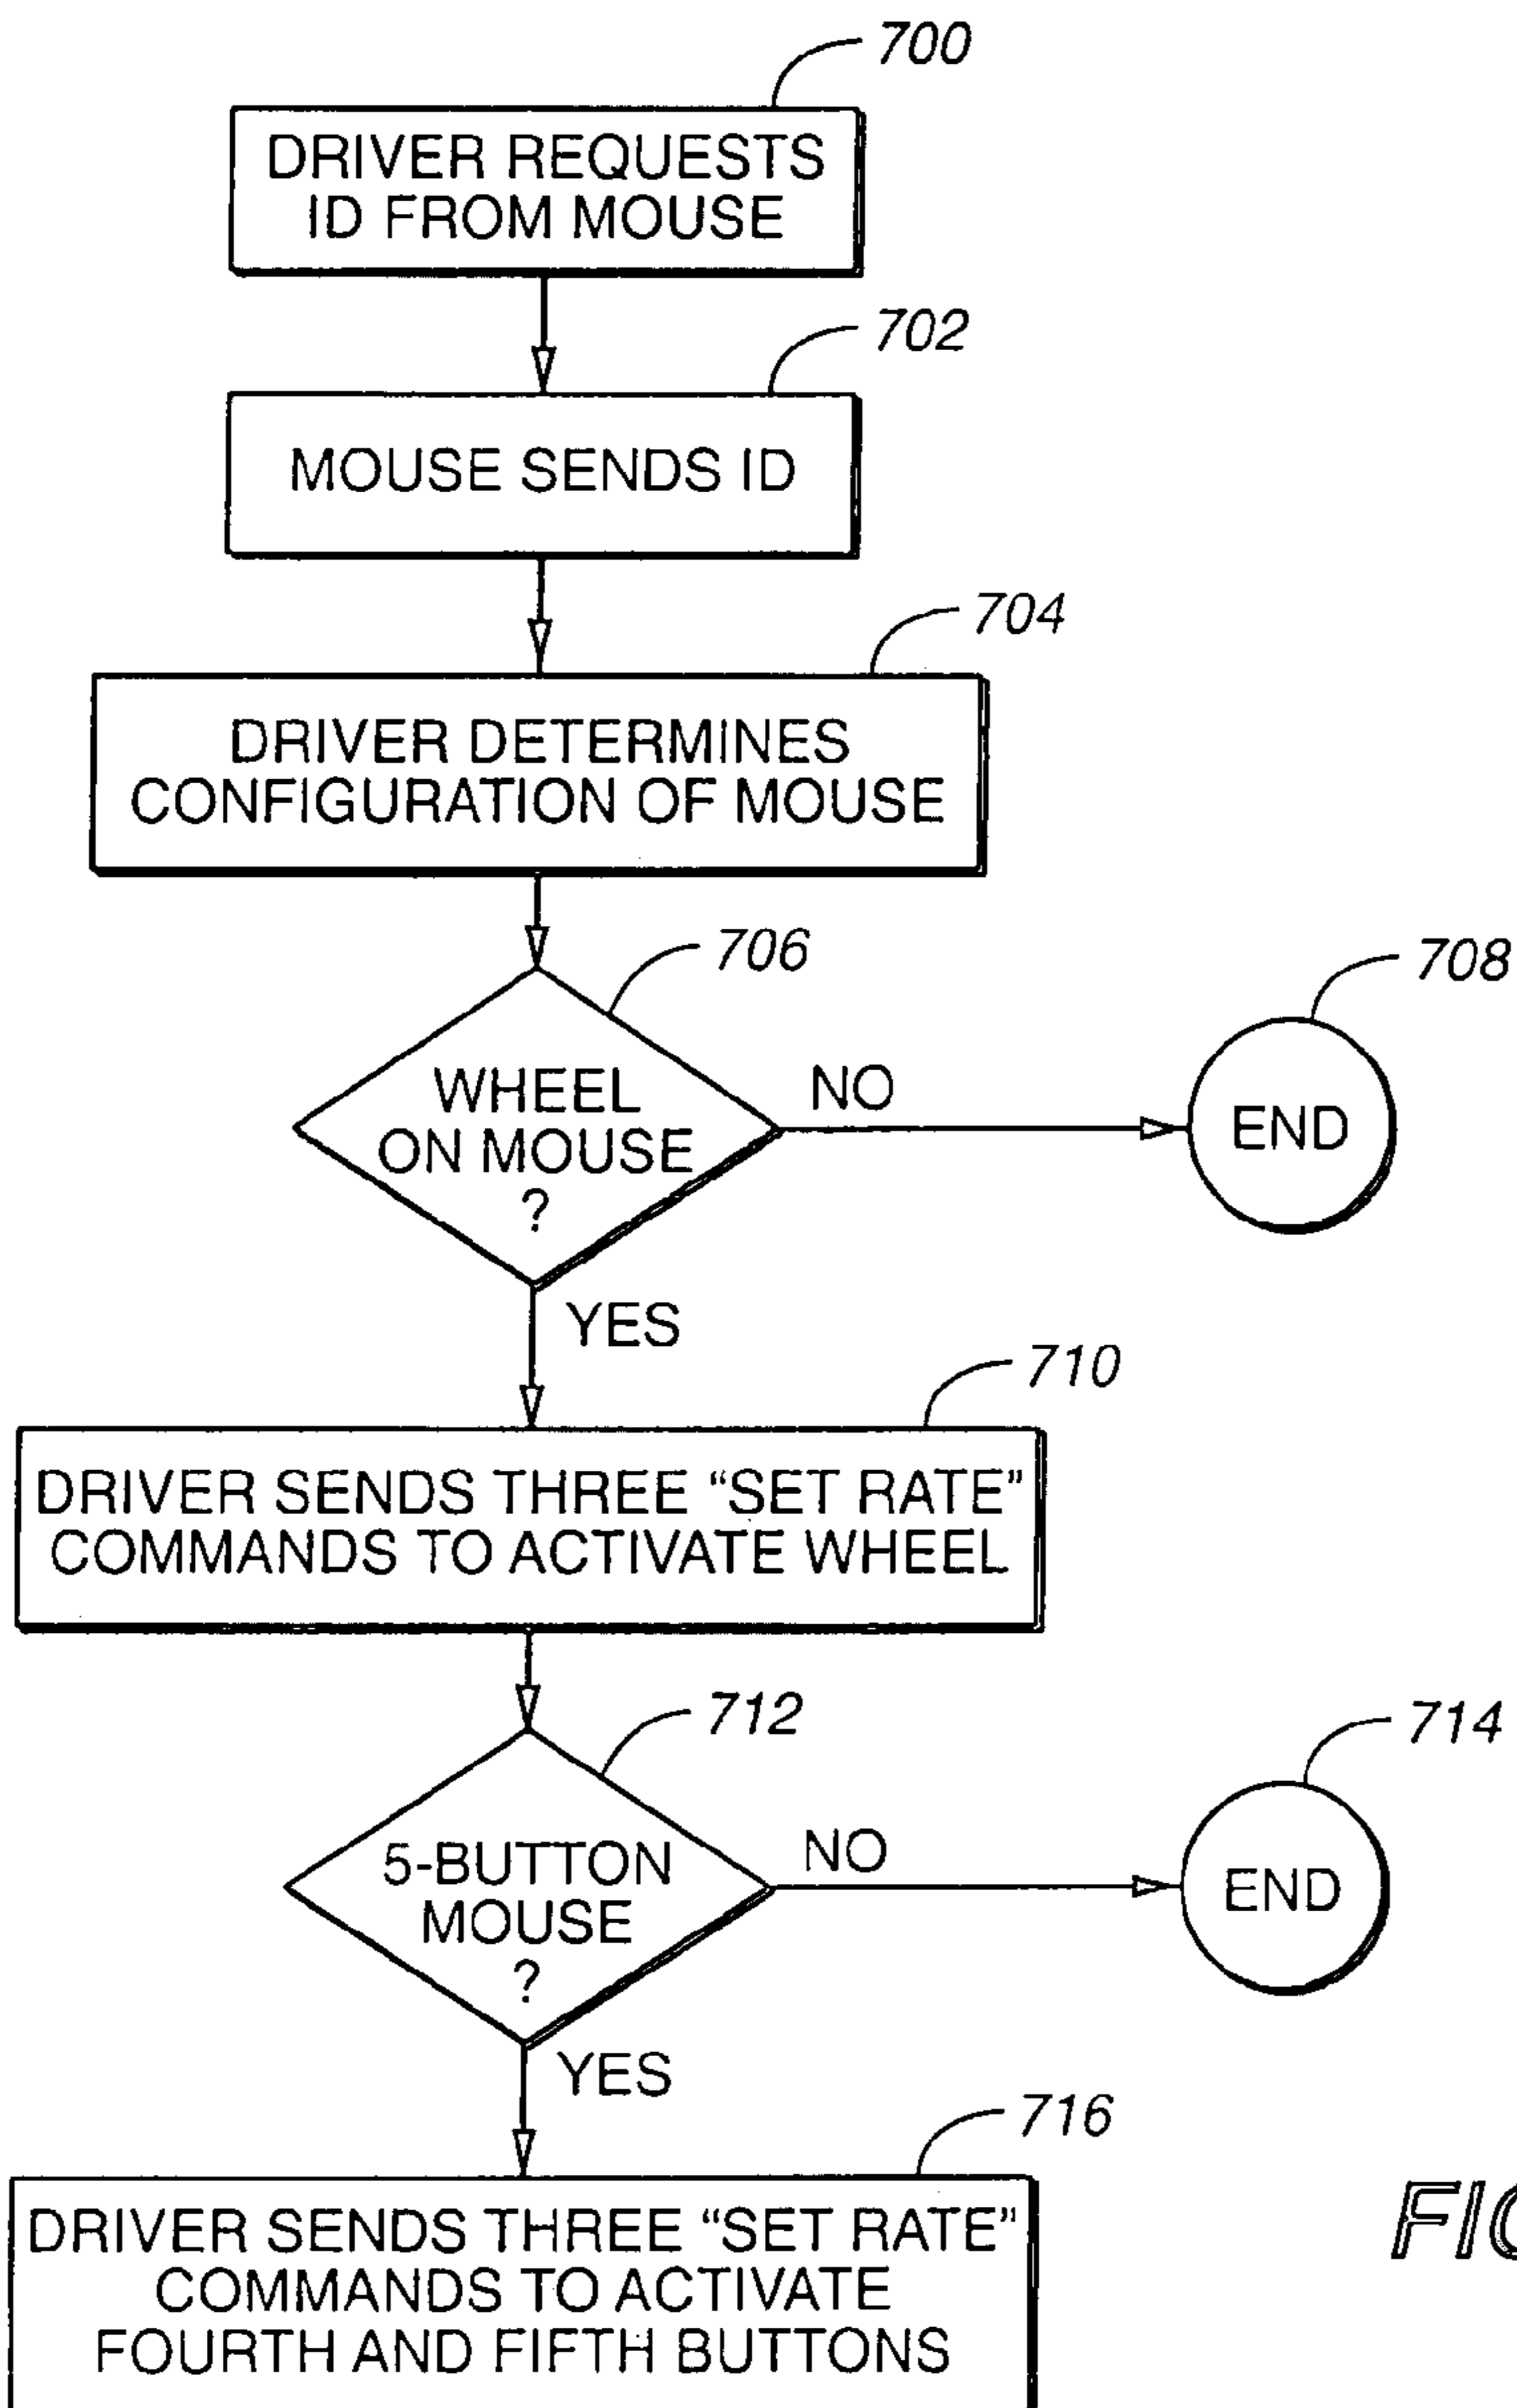 700
DRIVER REQUESTS
ID FROM MOUSE
702
MOUSE SENDS ID
704
DRIVER DETERMINES
CONFIGURATION OF MOUSE
706
WHEEL
ON MOUSE
?
NO
708
END
YES
710
DRIVER SENDS THREE “SET RATE”
COMMANDS TO ACTIVATE WHEEL
712
5-BUTTON
MOUSE
?
NO
714
END
YES
716
DRIVER SENDS THREE “SET RATE”
COMMANDS TO ACTIVATE
FOURTH AND FIFTH BUTTONS